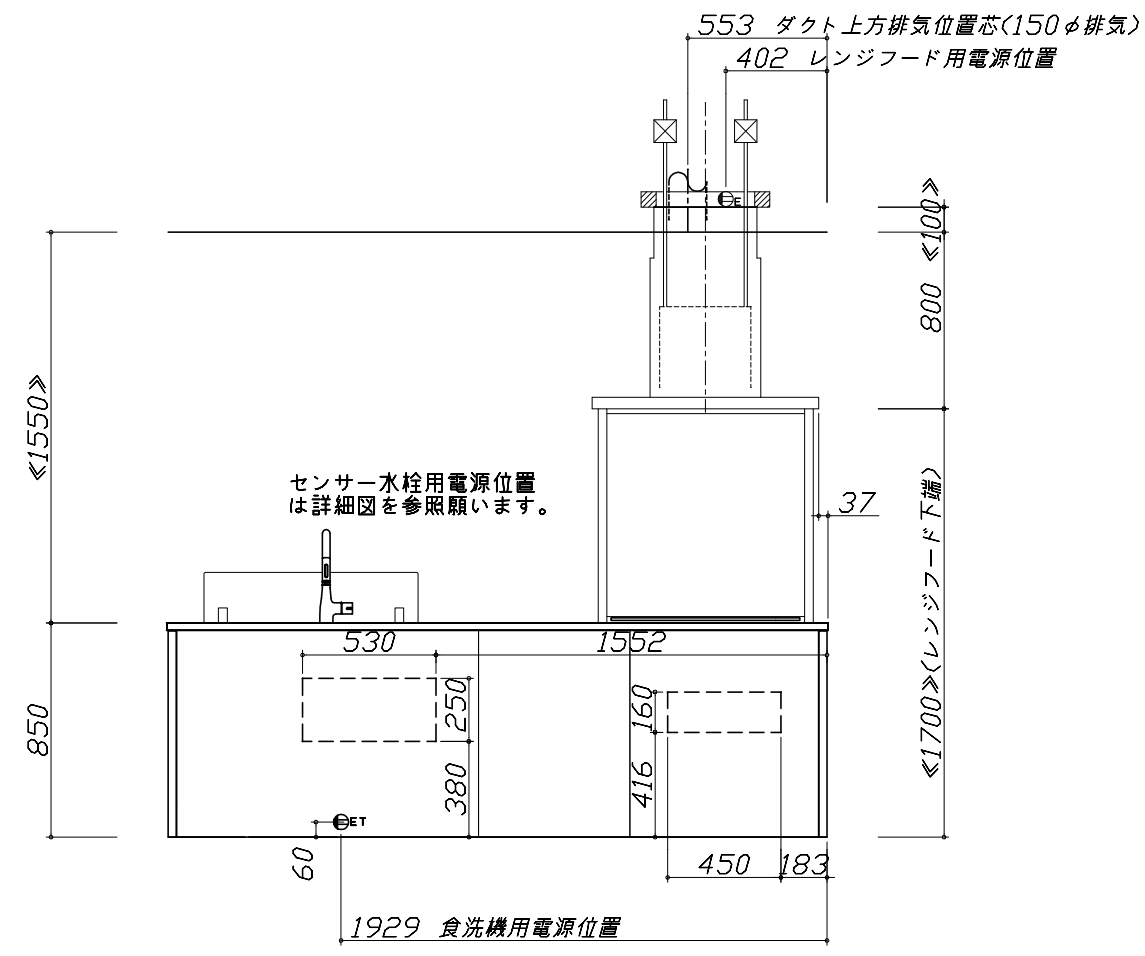 553 ダクト上方排気位置芯(150φ排気)
402 レンジフード用電源位置
E
≪100≫
800
≪1550≫
センサー水栓用電源位置
は詳細図を参照願います。
37
≪1700≫(レンジフード下端)
530
1552
250
160
850
380
416
ET
60
450
183
1929 食洗機用電源位置